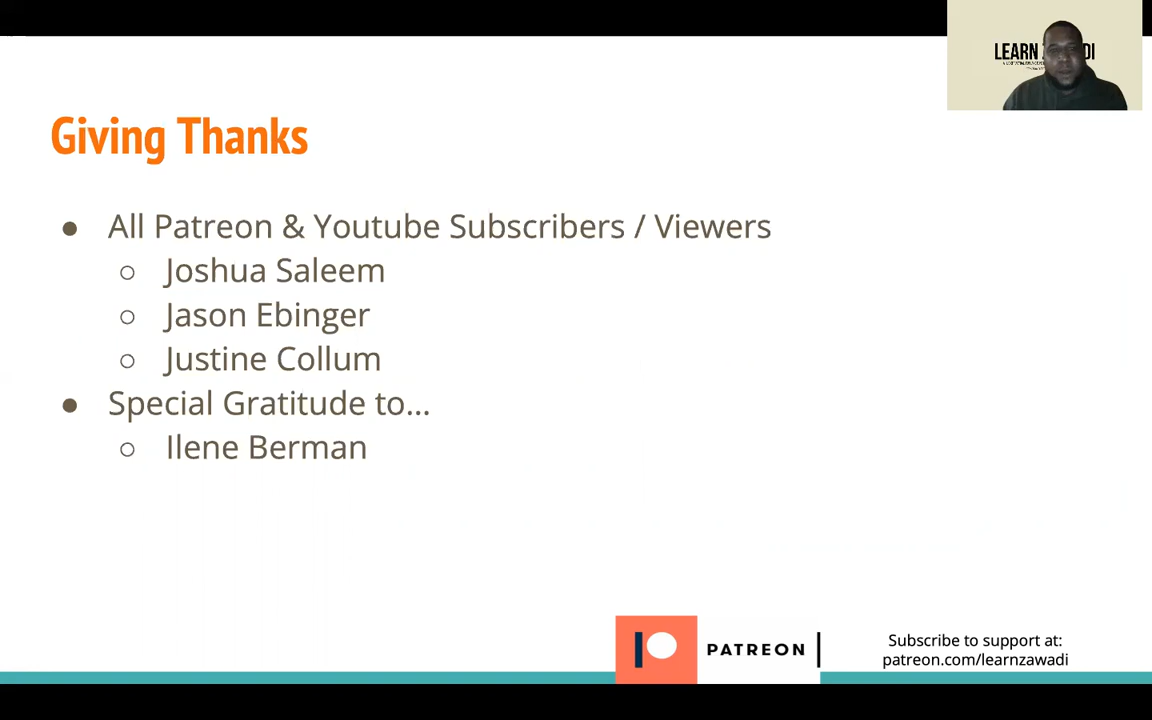 LEARN
Giving Thanks
● All Patreon & Youtube Subscribers / Viewers
○ Joshua Saleem
○ Jason Ebinger
○ Justine Collum
● Special Gratitude to...
○ Ilene Berman
PATREON
Subscribe to support at:
patreon.com/learnzawadi